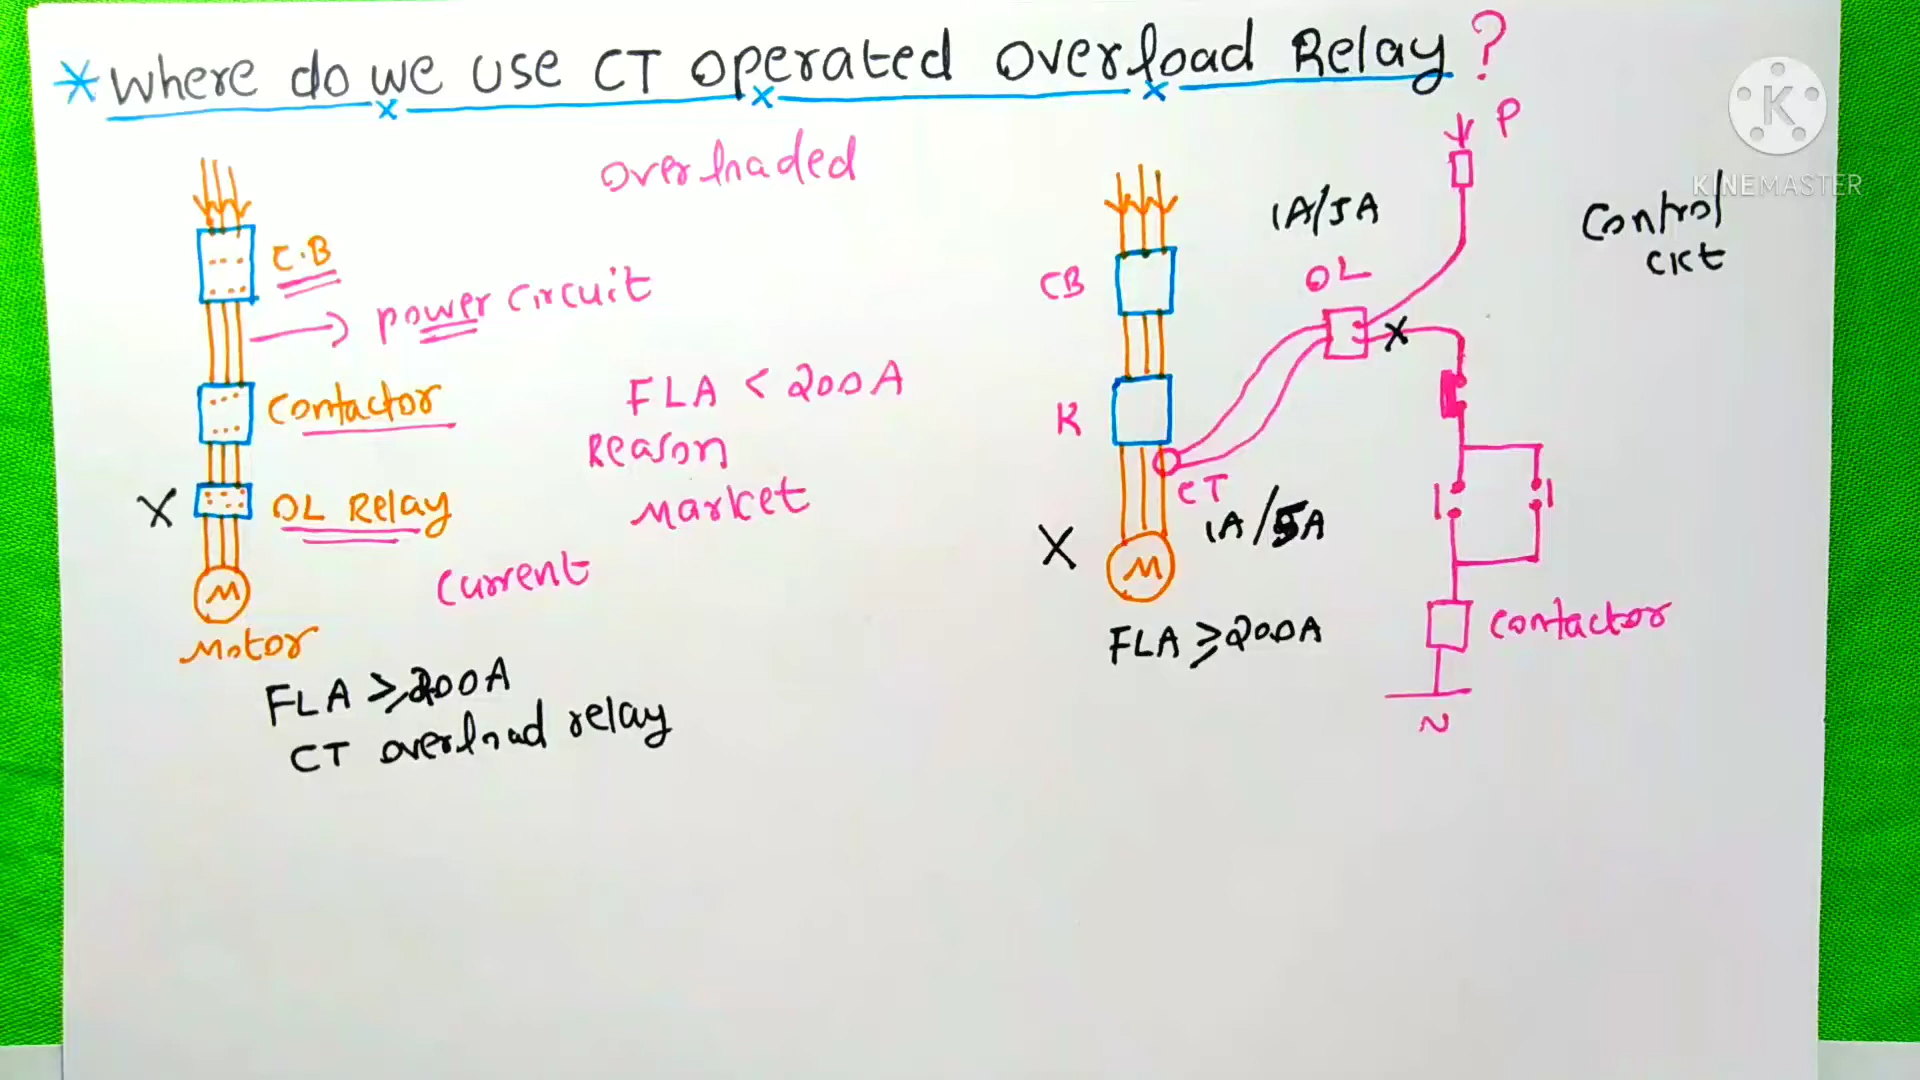 *Where do we use CT operated overload Relay?
overloaded
C.B
power circuit
Contactor
FLA < 200A
Reason
Market
X OL Relay
Current
M
Motor
FLA ≥ 200A
CT overload relay
P
K
KINEMASTER
1A/5A
Control
CKt
OL
CB
X
K
CT
1A/5A
X
M
FLA ≥ 200A
Contactor
N